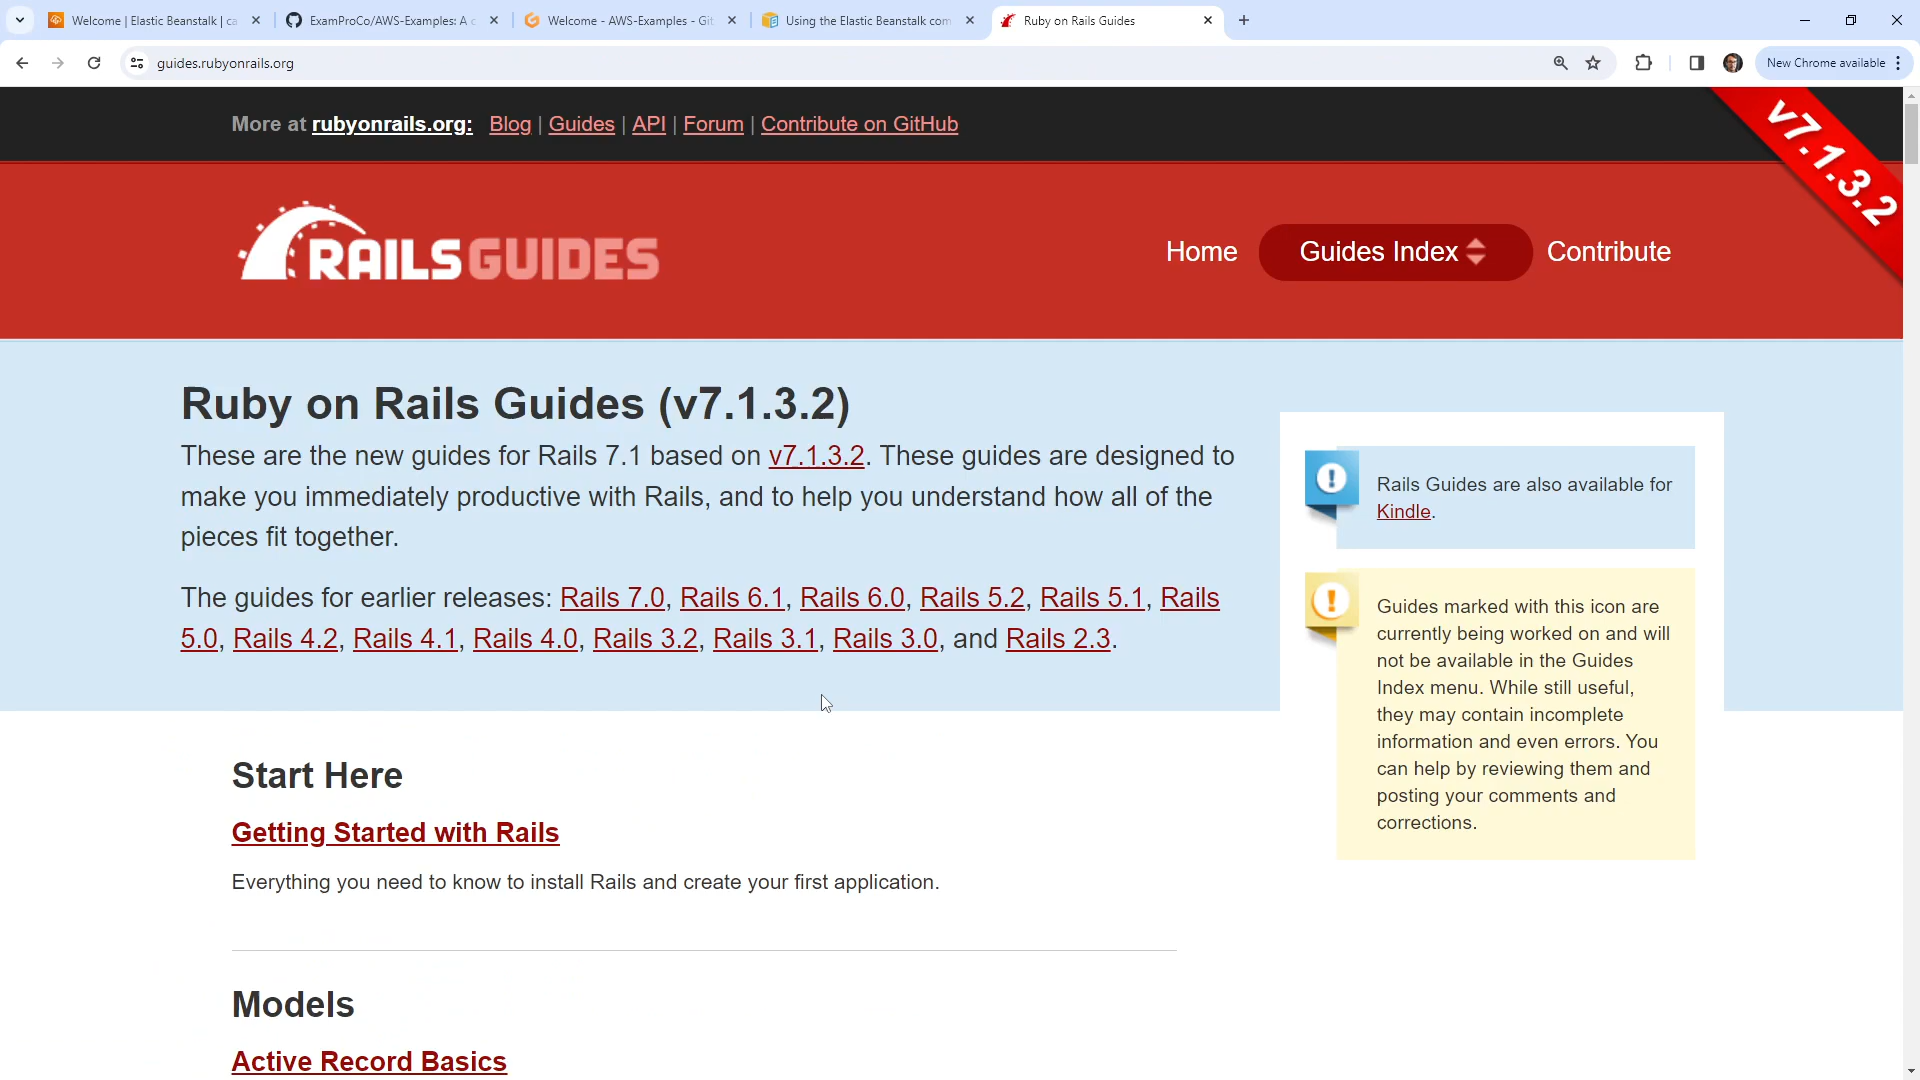 Welcome | Elastic Beanstalk | ca
ExamProCo/AWS-Examples: A c
Welcome - AWS-Examples - Git
Using the Elastic Beanstalk com
Ruby on Rails Guides
guides.rubyonrails.org
New Chrome available
More at rubyonrails.org: Blog | Guides | API | Forum | Contribute on GitHub
v7.1.3.2
RAILS GUIDES
Home
Guides Index
Contribute
Ruby on Rails Guides (v7.1.3.2)
These are the new guides for Rails 7.1 based on v7.1.3.2. These guides are designed to
make you immediately productive with Rails, and to help you understand how all of the
pieces fit together.
The guides for earlier releases: Rails 7.0, Rails 6.1, Rails 6.0, Rails 5.2, Rails 5.1, Rails
5.0, Rails 4.2, Rails 4.1, Rails 4.0, Rails 3.2, Rails 3.1, Rails 3.0, and Rails 2.3.
Rails Guides are also available for
Kindle.
Guides marked with this icon are
currently being worked on and will
not be available in the Guides
Index menu. While still useful,
they may contain incomplete
information and even errors. You
can help by reviewing them and
posting your comments and
corrections.
Start Here
Getting Started with Rails
Everything you need to know to install Rails and create your first application.
Models
Active Record Basics